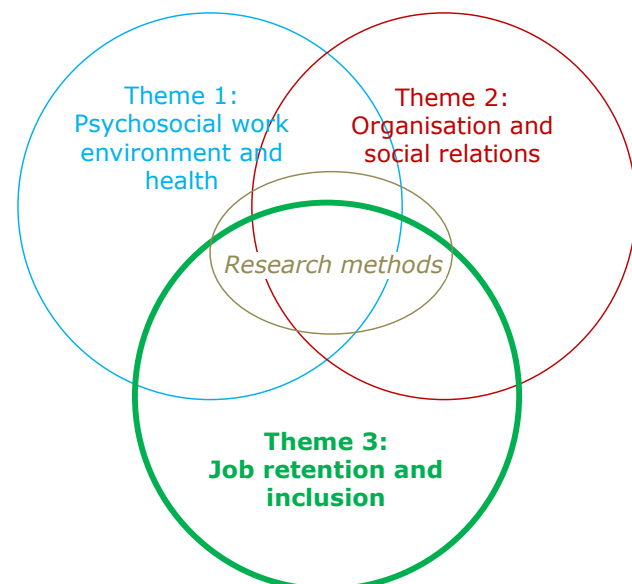 Theme 1:
Psychosocial work
environment and
health
Theme 2:
Organisation and
social relations
Research methods
Theme 3:
Job retention and
inclusion